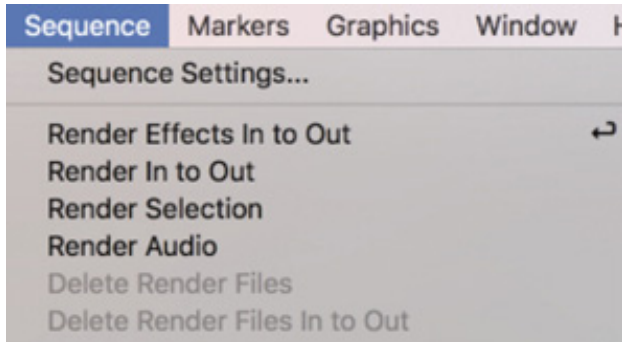 Sequence Markers Graphics Window
Sequence Settings...
Render Effects In to Out ↩
Render In to Out
Render Selection
Render Audio
Delete Render Files
Delete Render Files In to Out